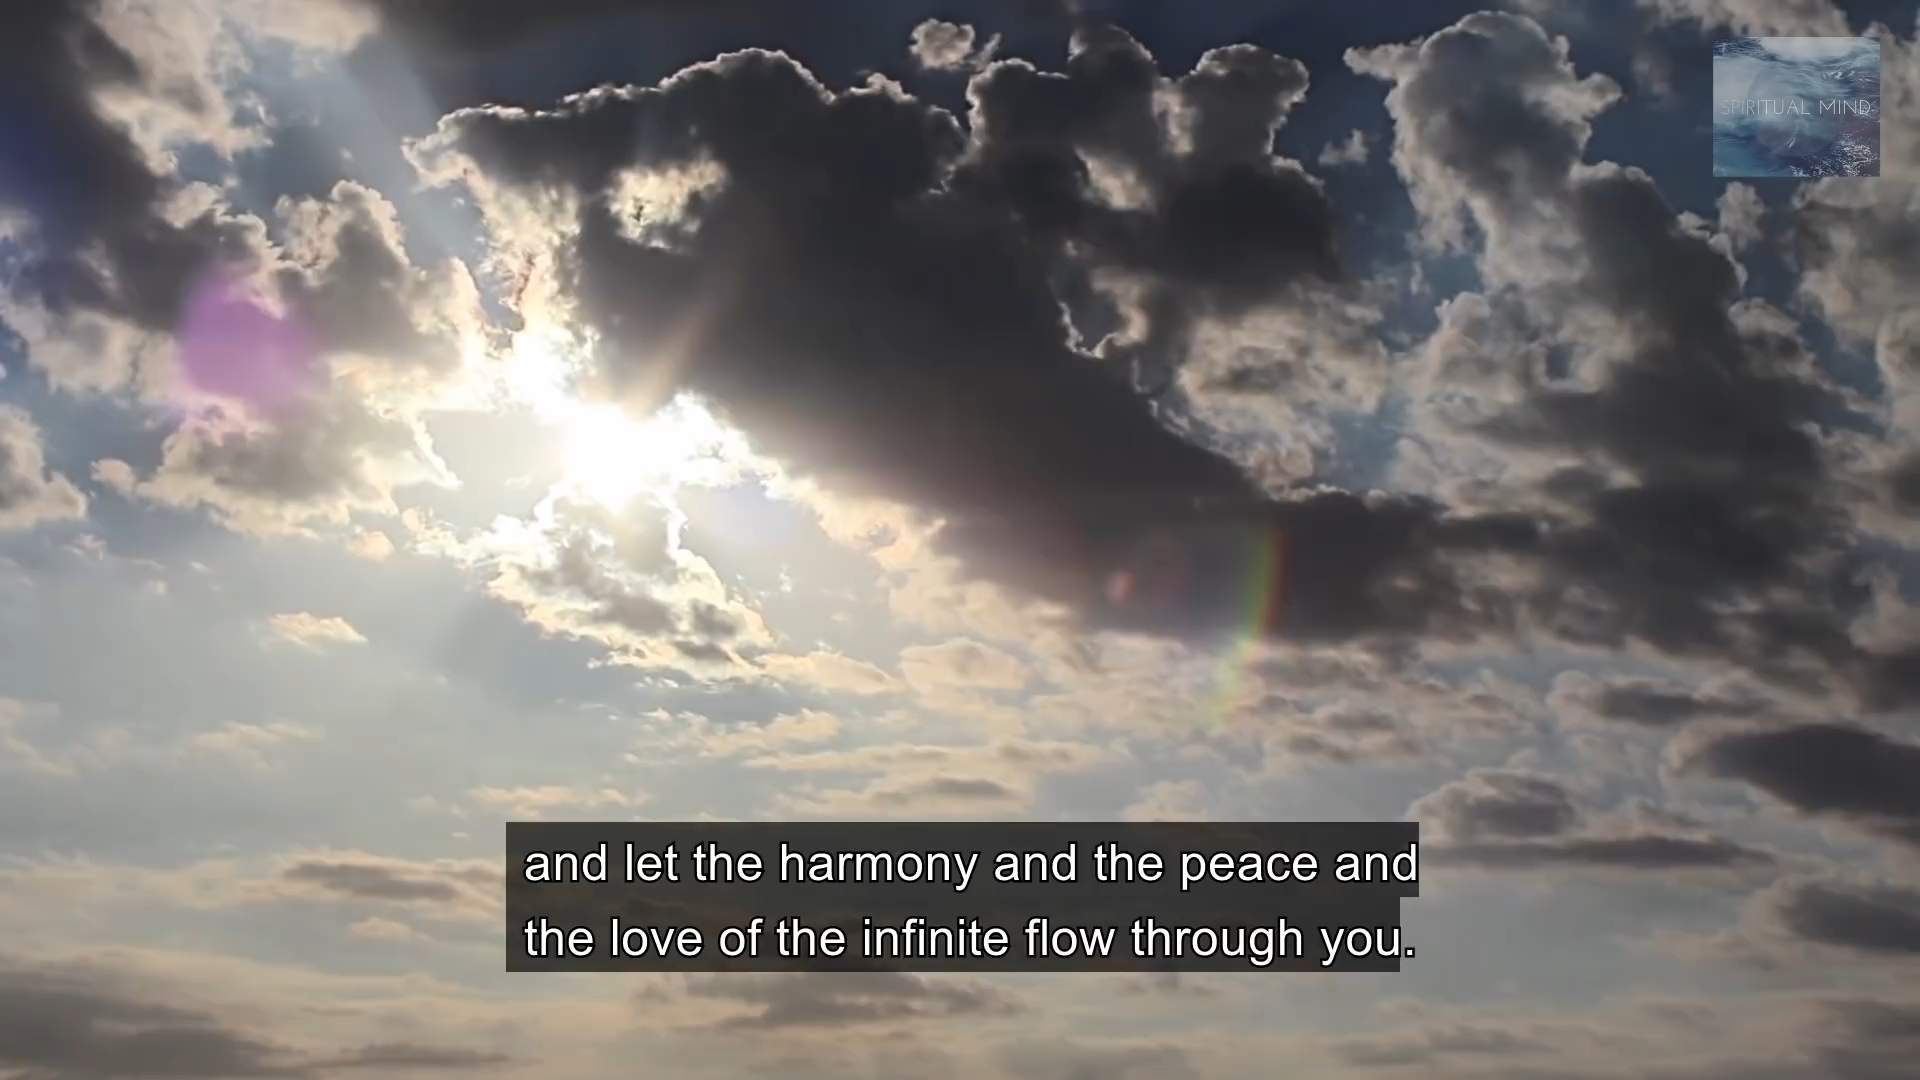 SPIRITUAL MIND
and let the harmony and the peace and
the love of the infinite flow through you.